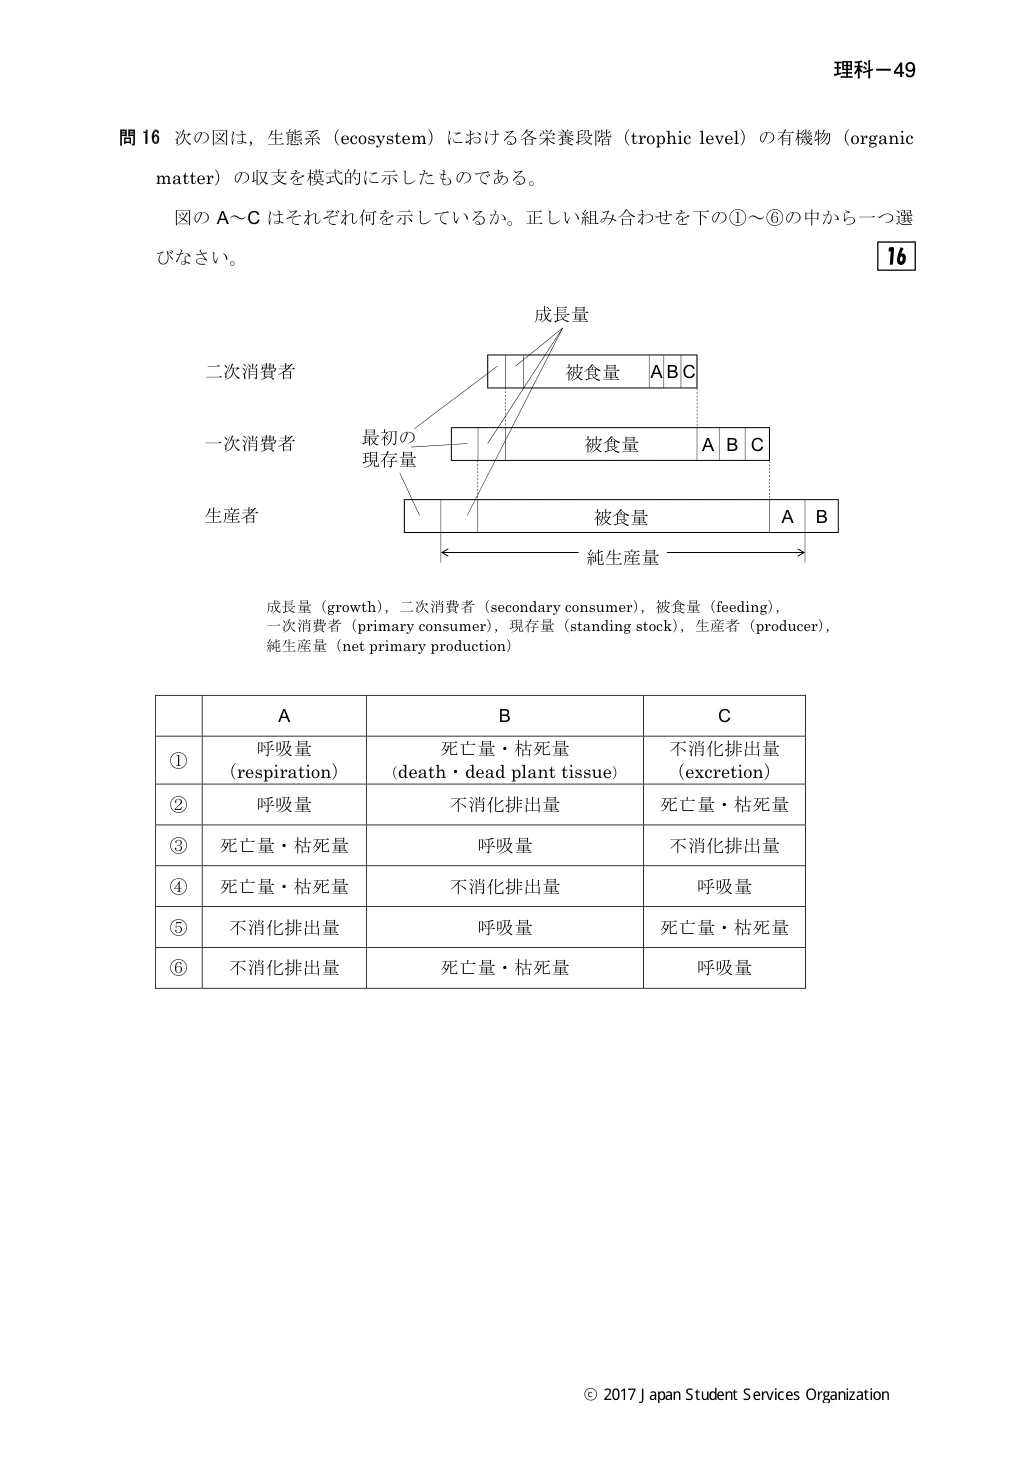 理科－49
問16 次の図は，生態系（ecosystem）における各栄養段階（trophic level）の有機物（organic
matter）の収支を模式的に示したものである。
図の A～C はそれぞれ何を示しているか。正しい組み合わせを下の①～⑥の中から一つ選
びなさい。
16
成長量
二次消費者 被食量 A B C
一次消費者 最初の現存量 被食量 A B C
生産者 被食量 A B
純生産量
成長量（growth），二次消費者（secondary consumer），被食量（feeding），
一次消費者（primary consumer），現存量（standing stock），生産者（producer），
純生産量（net primary production）
A B C
① 呼吸量（respiration） 死亡量・枯死量（death・dead plant tissue） 不消化排出量（excretion）
② 呼吸量 不消化排出量 死亡量・枯死量
③ 死亡量・枯死量 呼吸量 不消化排出量
④ 死亡量・枯死量 不消化排出量 呼吸量
⑤ 不消化排出量 呼吸量 死亡量・枯死量
⑥ 不消化排出量 死亡量・枯死量 呼吸量
© 2017 Japan Student Services Organization